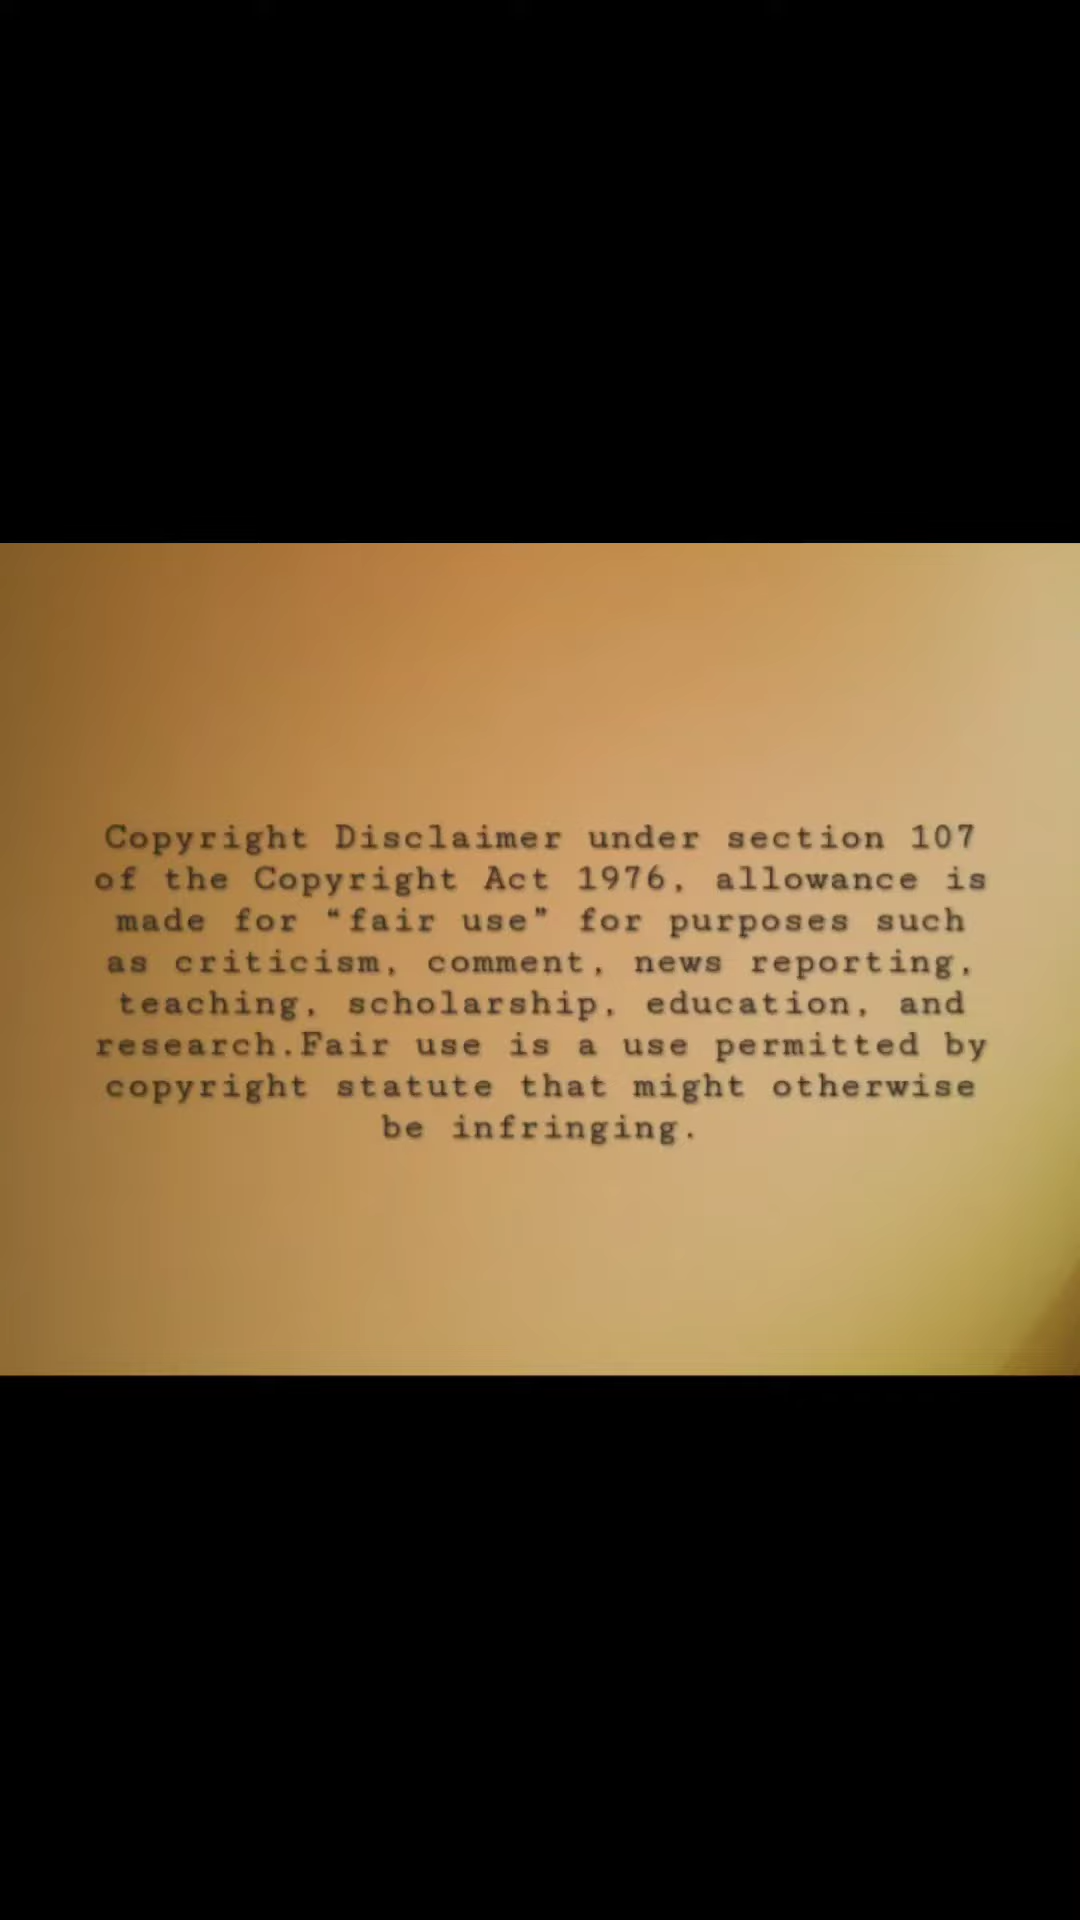 Copyright Disclaimer under section 107
of the Copyright Act 1976, allowance is
made for “fair use” for purposes such
as criticism, comment, news reporting,
teaching, scholarship, education, and
research.Fair use is a use permitted by
copyright statute that might otherwise
be infringing.